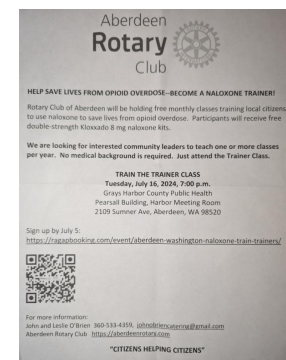 Aberdeen
Rotary
Club
HELP SAVE LIVES FROM OPIOID OVERDOSE--BECOME A NALOXONE TRAINER!
Rotary Club of Aberdeen will be holding free monthly classes training local citizens
to use naloxone to save lives from opioid overdose. Participants will receive free
double-strength Kloxxado 8 mg naloxone kits.
We are looking for interested community leaders to teach one or more classes
per year. No medical background is required. Just attend the Trainer Class.
TRAIN THE TRAINER CLASS
Tuesday, July 16, 2024, 7:00 p.m.
Grays Harbor County Public Health
Pearsall Building, Harbor Meeting Room
2109 Sumner Ave, Aberdeen, WA 98520
Sign up by July 5:
https://ragapbooking.com/event/aberdeen-washington-naloxone-train-trainers/
For more information:
John and Leslie O'Brien 360-533-4359, johnobriencatering@gmail.com
Aberdeen Rotary Club https://aberdeenrotary.com
"CITIZENS HELPING CITIZENS"